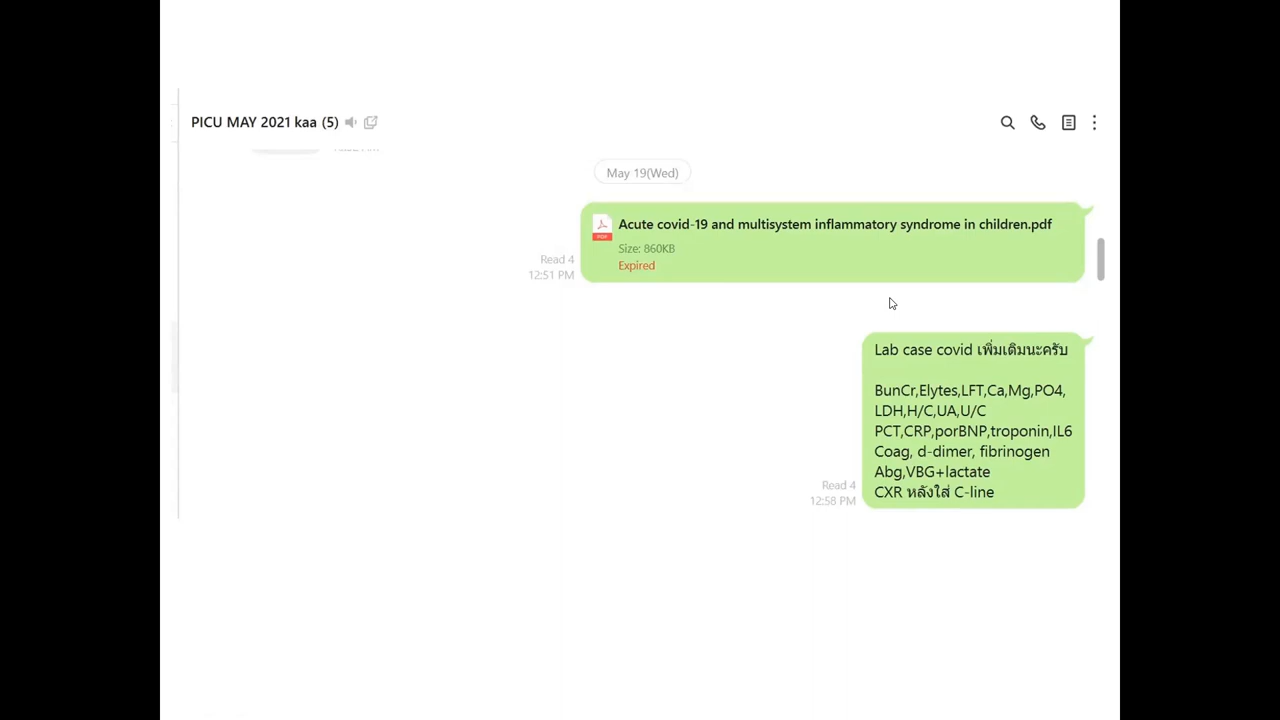 PICU MAY 2021 kaa (5)
May 19(Wed)
Acute covid-19 and multisystem inflammatory syndrome in children.pdf
PDF
Size: 860KB
Expired
Read 4
12:51 PM
Lab case covid เพิ่มเติมนะครับ
BunCr,Elytes,LFT,Ca,Mg,PO4,
LDH,H/C,UA,U/C
PCT,CRP,porBNP,troponin,IL6
Coag, d-dimer, fibrinogen
Abg,VBG+lactate
CXR หลังใส่ C-line
Read 4
12:58 PM